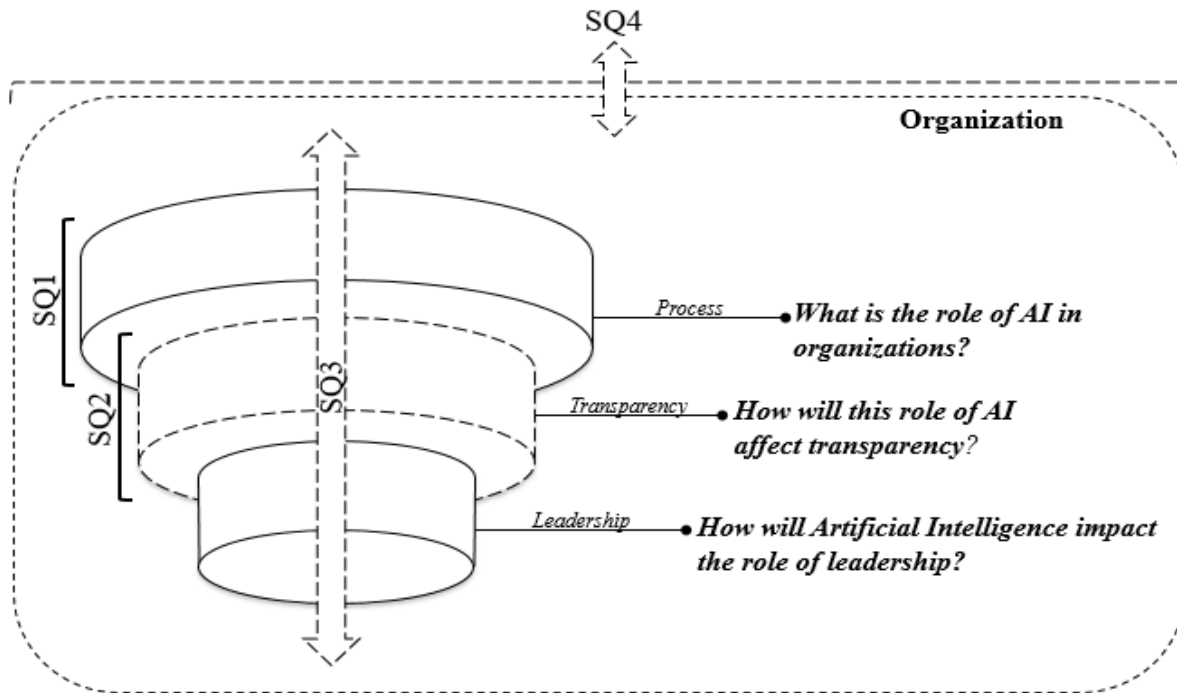 SQ4
Organization
SQ1
SQ2
SQ3
Process
What is the role of AI in
organizations?
Transparency
How will this role of AI
affect transparency?
Leadership
How will Artificial Intelligence impact
the role of leadership?